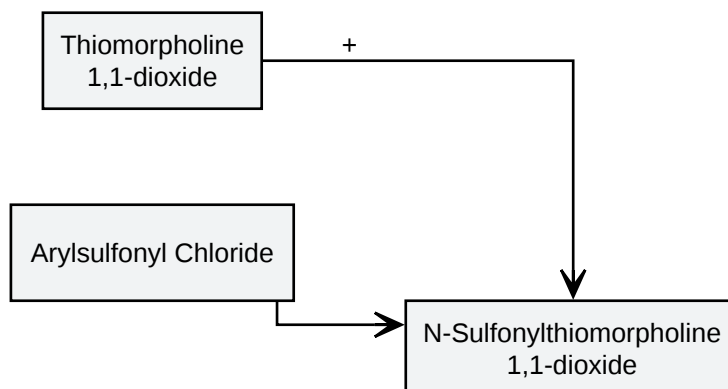 Thiomorpholine
1,1-dioxide
+
Arylsulfonyl Chloride
N-Sulfonylthiomorpholine
1,1-dioxide